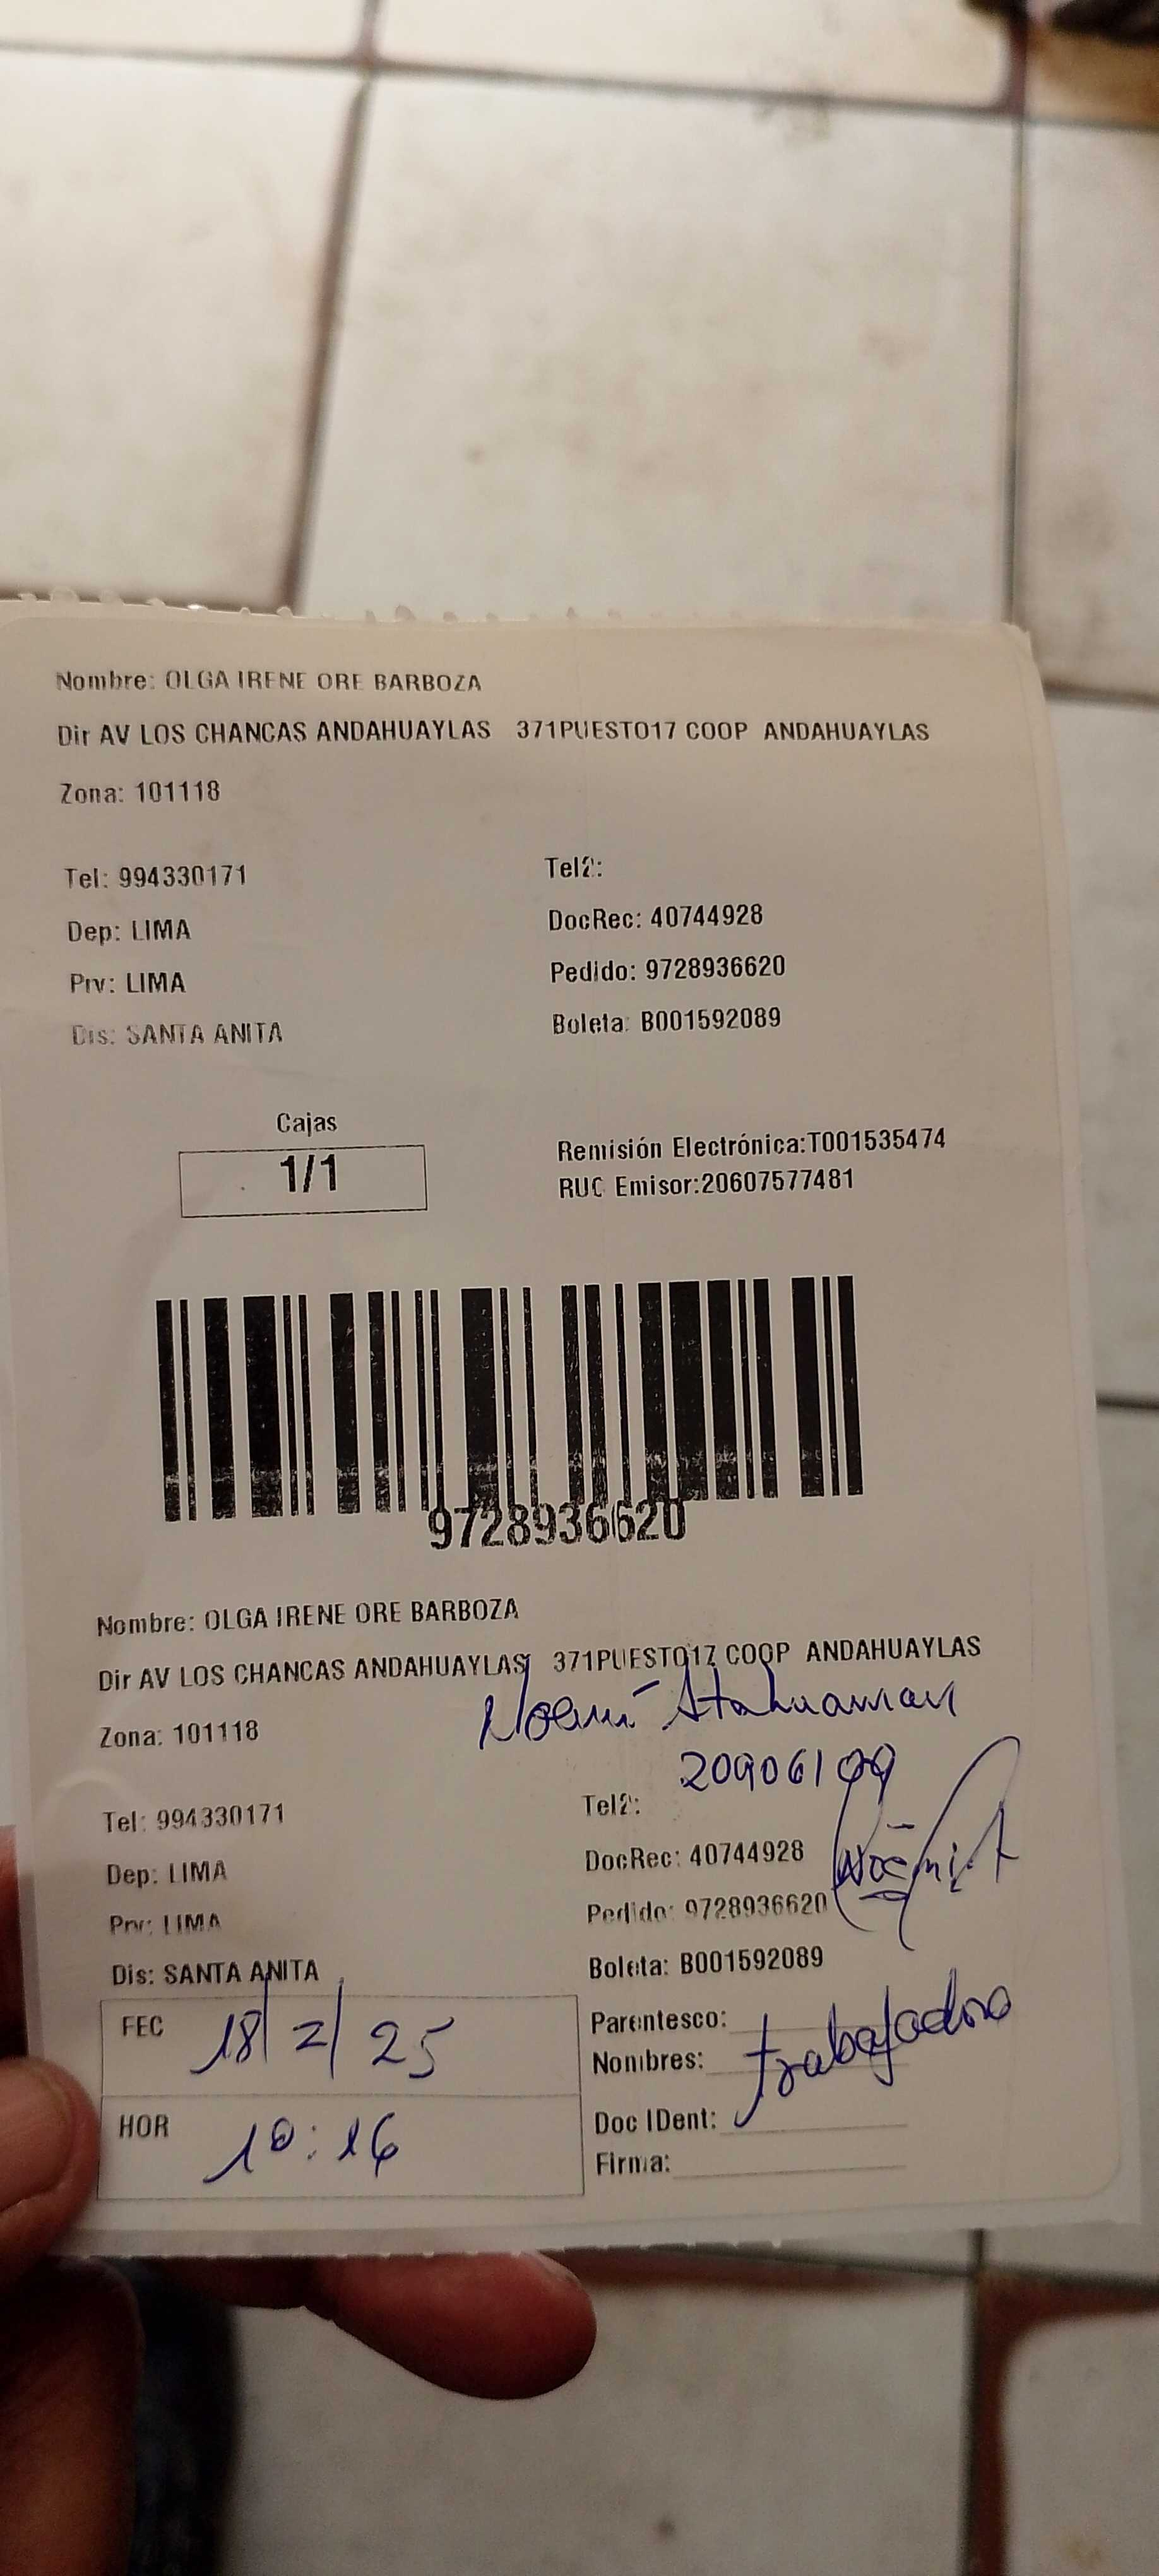 Nombre: OLGA IRENE ORE BARBOZA
Dir AV LOS CHANCAS ANDAHUAYLAS 371PUESTO17 COOP ANDAHUAYLAS
Zona: 101118
Tel: 994330171 Tel2:
Dep: LIMA DocRec: 40744928
Prv: LIMA Pedido: 9728936620
Dis: SANTA ANITA Boleta: B001592089
Cajas
1/1
Remisión Electrónica:T001535474
RUC Emisor:20607577481
9728936620
Nombre: OLGA IRENE ORE BARBOZA
Dir AV LOS CHANCAS ANDAHUAYLAS 371PUESTO17 COOP ANDAHUAYLAS
Noemí Atahuaman
Zona: 101118
20906199
Tel: 994330171 Tel2:
Dep: LIMA DocRec: 40744928
Prv: LIMA Pedido: 9728936620
Dis: SANTA ANITA Boleta: B001592089
FEC 18/2/25
Parentesco: trabajadora
Nombres:
HOR 10:16
Doc IDent:
Firma: